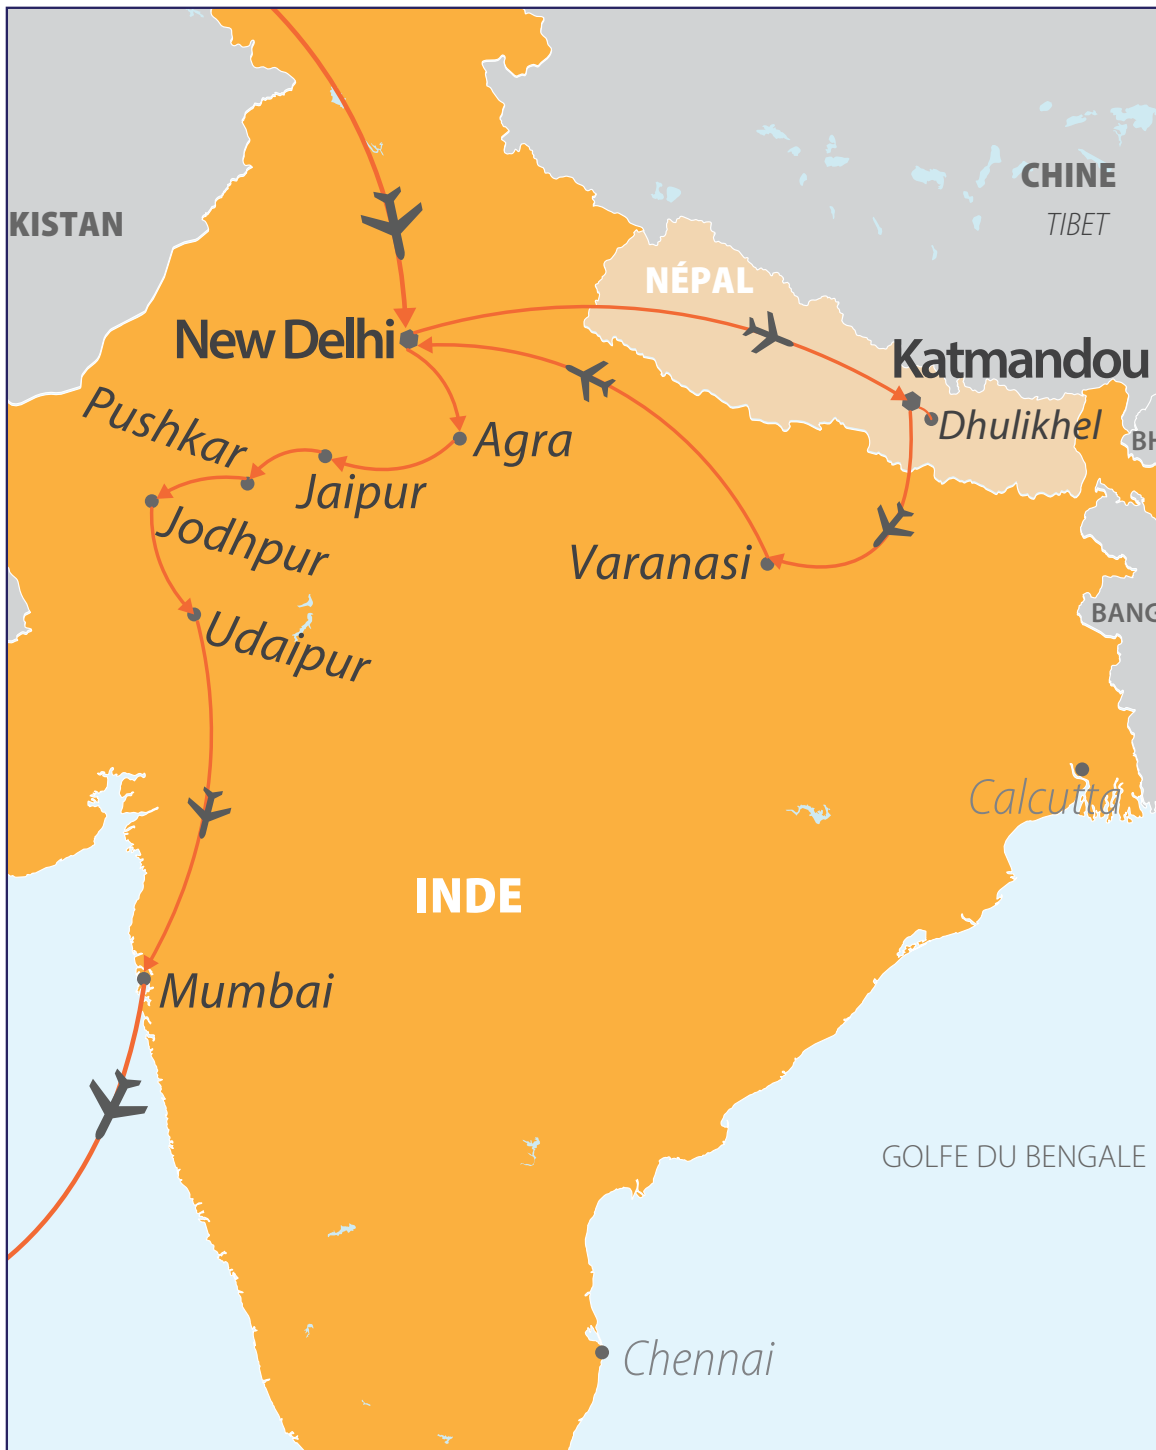 CHINE
TIBET
KISTAN
NÉPAL
New Delhi
Katmandou
Pushkar
Agra
Dhulikhel
BH
Jaipur
Jodhpur
Varanasi
BANG
Udaipur
Calcutta
INDE
Mumbai
GOLFE DU BENGALE
Chennai